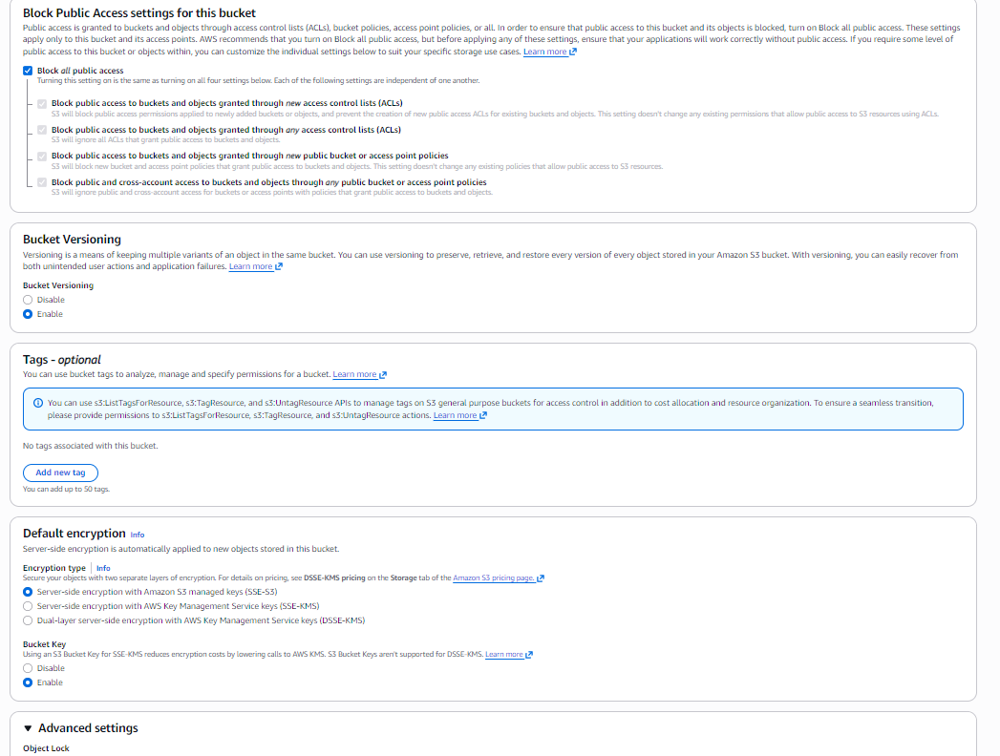 Block Public Access settings for this bucket
Public access is granted to buckets and objects through access control lists (ACLs), bucket policies, access point policies, or all. In order to ensure that public access to this bucket and its objects is blocked, turn on Block all public access. These settings
apply only to this bucket and its access points. AWS recommends that you turn on Block all public access, but before applying any of these settings, ensure that your applications will work correctly without public access. If you require some level of
public access to this bucket or objects within, you can customize the individual settings below to suit your specific storage use cases. Learn more
Block all public access
Turning this setting on is the same as turning on all four settings below. Each of the following settings are independent of one another.
Block public access to buckets and objects granted through new access control lists (ACLs)
S3 will block public access permissions applied to newly added buckets or objects, and prevent the creation of new public access ACLs for existing buckets and objects. This setting doesn't change any existing permissions that allow public access to S3 resources using ACLs.
Block public access to buckets and objects granted through any access control lists (ACLs)
S3 will ignore all ACLs that grant public access to buckets and objects.
Block public access to buckets and objects granted through new public bucket or access point policies
S3 will block new bucket and access point policies that grant public access to buckets and objects. This setting doesn't change any existing policies that allow public access to S3 resources.
Block public and cross-account access to buckets and objects through any public bucket or access point policies
S3 will ignore public and cross-account access for buckets or access points with policies that grant public access to buckets and objects.
Bucket Versioning
Versioning is a means of keeping multiple variants of an object in the same bucket. You can use versioning to preserve, retrieve, and restore every version of every object stored in your Amazon S3 bucket. With versioning, you can easily recover from
both unintended user actions and application failures. Learn more
Bucket Versioning
Disable
Enable
Tags - optional
You can use bucket tags to analyze, manage and specify permissions for a bucket. Learn more
You can use s3:ListTagsForResource, s3:TagResource, and s3:UntagResource APIs to manage tags on S3 general purpose buckets for access control in addition to cost allocation and resource organization. To ensure a seamless transition,
please provide permissions to s3:ListTagsForResource, s3:TagResource, and s3:UntagResource actions. Learn more
No tags associated with this bucket.
Add new tag
You can add up to 50 tags.
Default encryption Info
Server-side encryption is automatically applied to new objects stored in this bucket.
Encryption type | Info
Secure your objects with two separate layers of encryption. For details on pricing, see DSSE-KMS pricing on the Storage tab of the Amazon S3 pricing page.
Server-side encryption with Amazon S3 managed keys (SSE-S3)
Server-side encryption with AWS Key Management Service keys (SSE-KMS)
Dual-layer server-side encryption with AWS Key Management Service keys (DSSE-KMS)
Bucket Key
Using an S3 Bucket Key for SSE-KMS reduces encryption costs by lowering calls to AWS KMS. S3 Bucket Keys aren't supported for DSSE-KMS. Learn more
Disable
Enable
Advanced settings
Object Lock